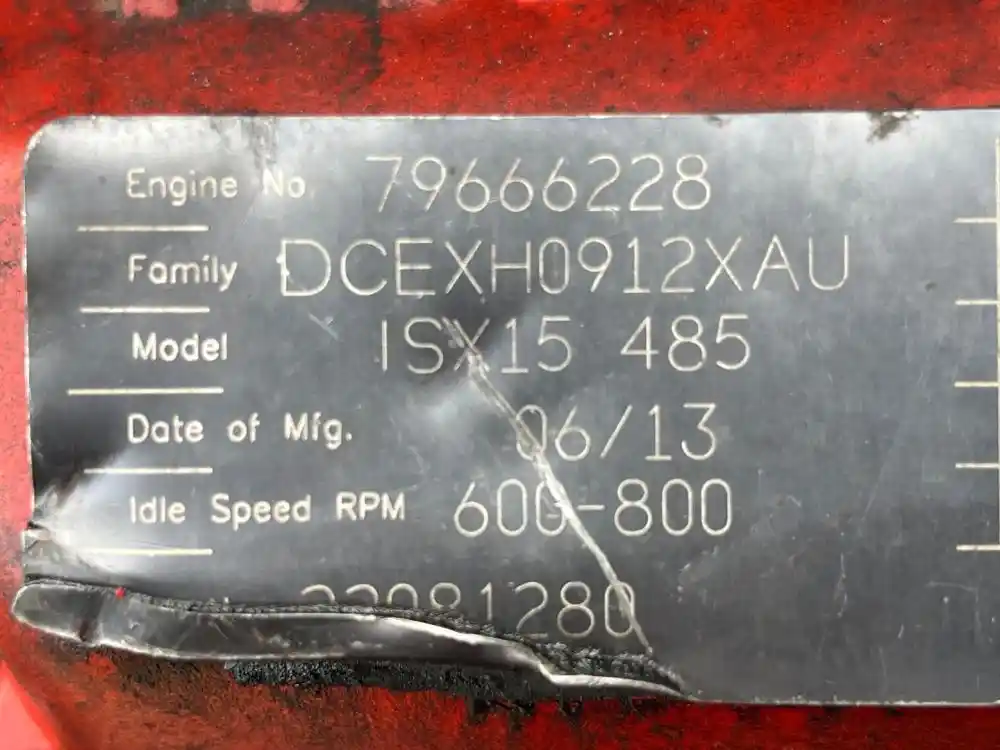 Engine No. 79666228
Family DCEXH0912XAU
Model ISX15 485
Date of Mfg. 06/13
Idle Speed RPM 600-800